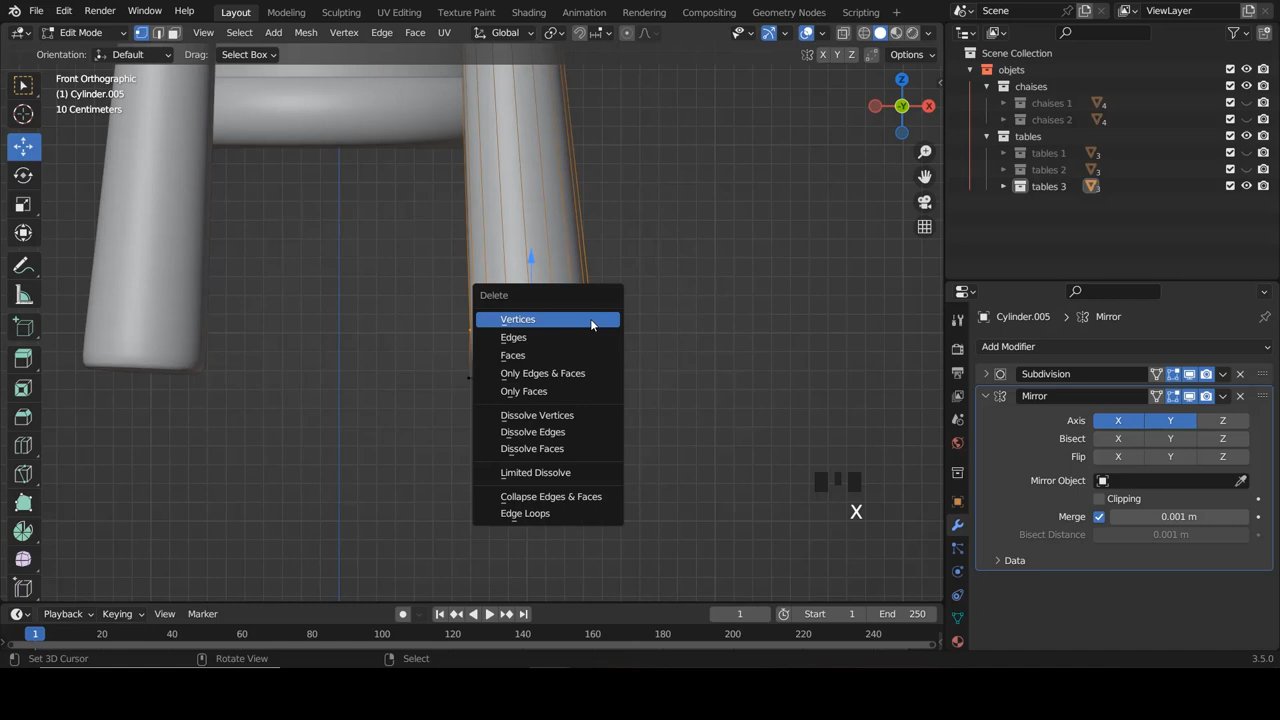 File Edit Render Window Help Layout Modeling Sculpting UV Editing Texture Paint Shading Animation Rendering Compositing Geometry Nodes Scripting + Scene ViewLayer
Edit Mode View Select Add Mesh Vertex Edge Face UV Global
Orientation: Default Drag: Select Box X Y Z Options
Front Orthographic
(1) Cylinder.005
10 Centimeters
Z
X
-Y
Scene Collection
objets
chaises
chaises 1 4
chaises 2 4
tables
tables 1 3
tables 2 3
tables 3 3
Delete
Vertices
Edges
Faces
Only Edges & Faces
Only Faces
Dissolve Vertices
Dissolve Edges
Dissolve Faces
Limited Dissolve
Collapse Edges & Faces
Edge Loops
X
Cylinder.005 > Mirror
Add Modifier
Subdivision
Mirror
Axis X Y Z
Bisect X Y Z
Flip X Y Z
Mirror Object
Clipping
Merge 0.001 m
Bisect Distance 0.001 m
Data
Playback Keying View Marker 1 Start 1 End 250
1 20 40 60 80 100 120 140 160 180 200 220 240
Set 3D Cursor Rotate View Select 3.5.0